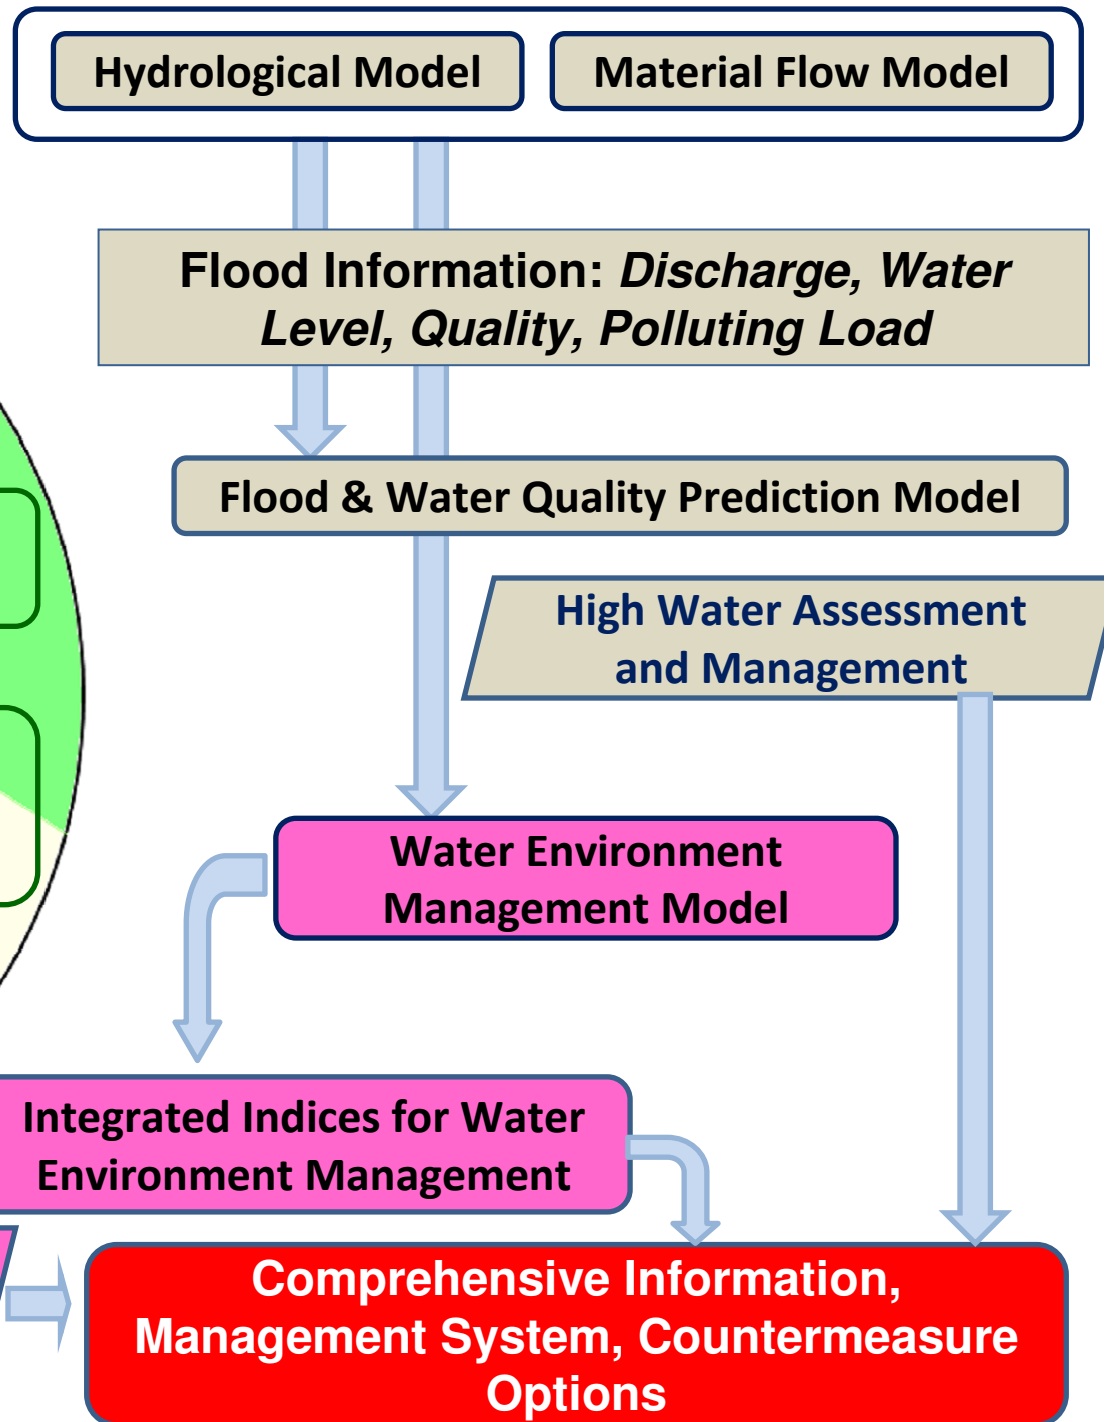 Hydrological Model
Material Flow Model
Flood Information: Discharge, Water
Level, Quality, Polluting Load
Flood & Water Quality Prediction Model
High Water Assessment
and Management
Water Environment
Management Model
Integrated Indices for Water
Environment Management
Comprehensive Information,
Management System, Countermeasure
Options